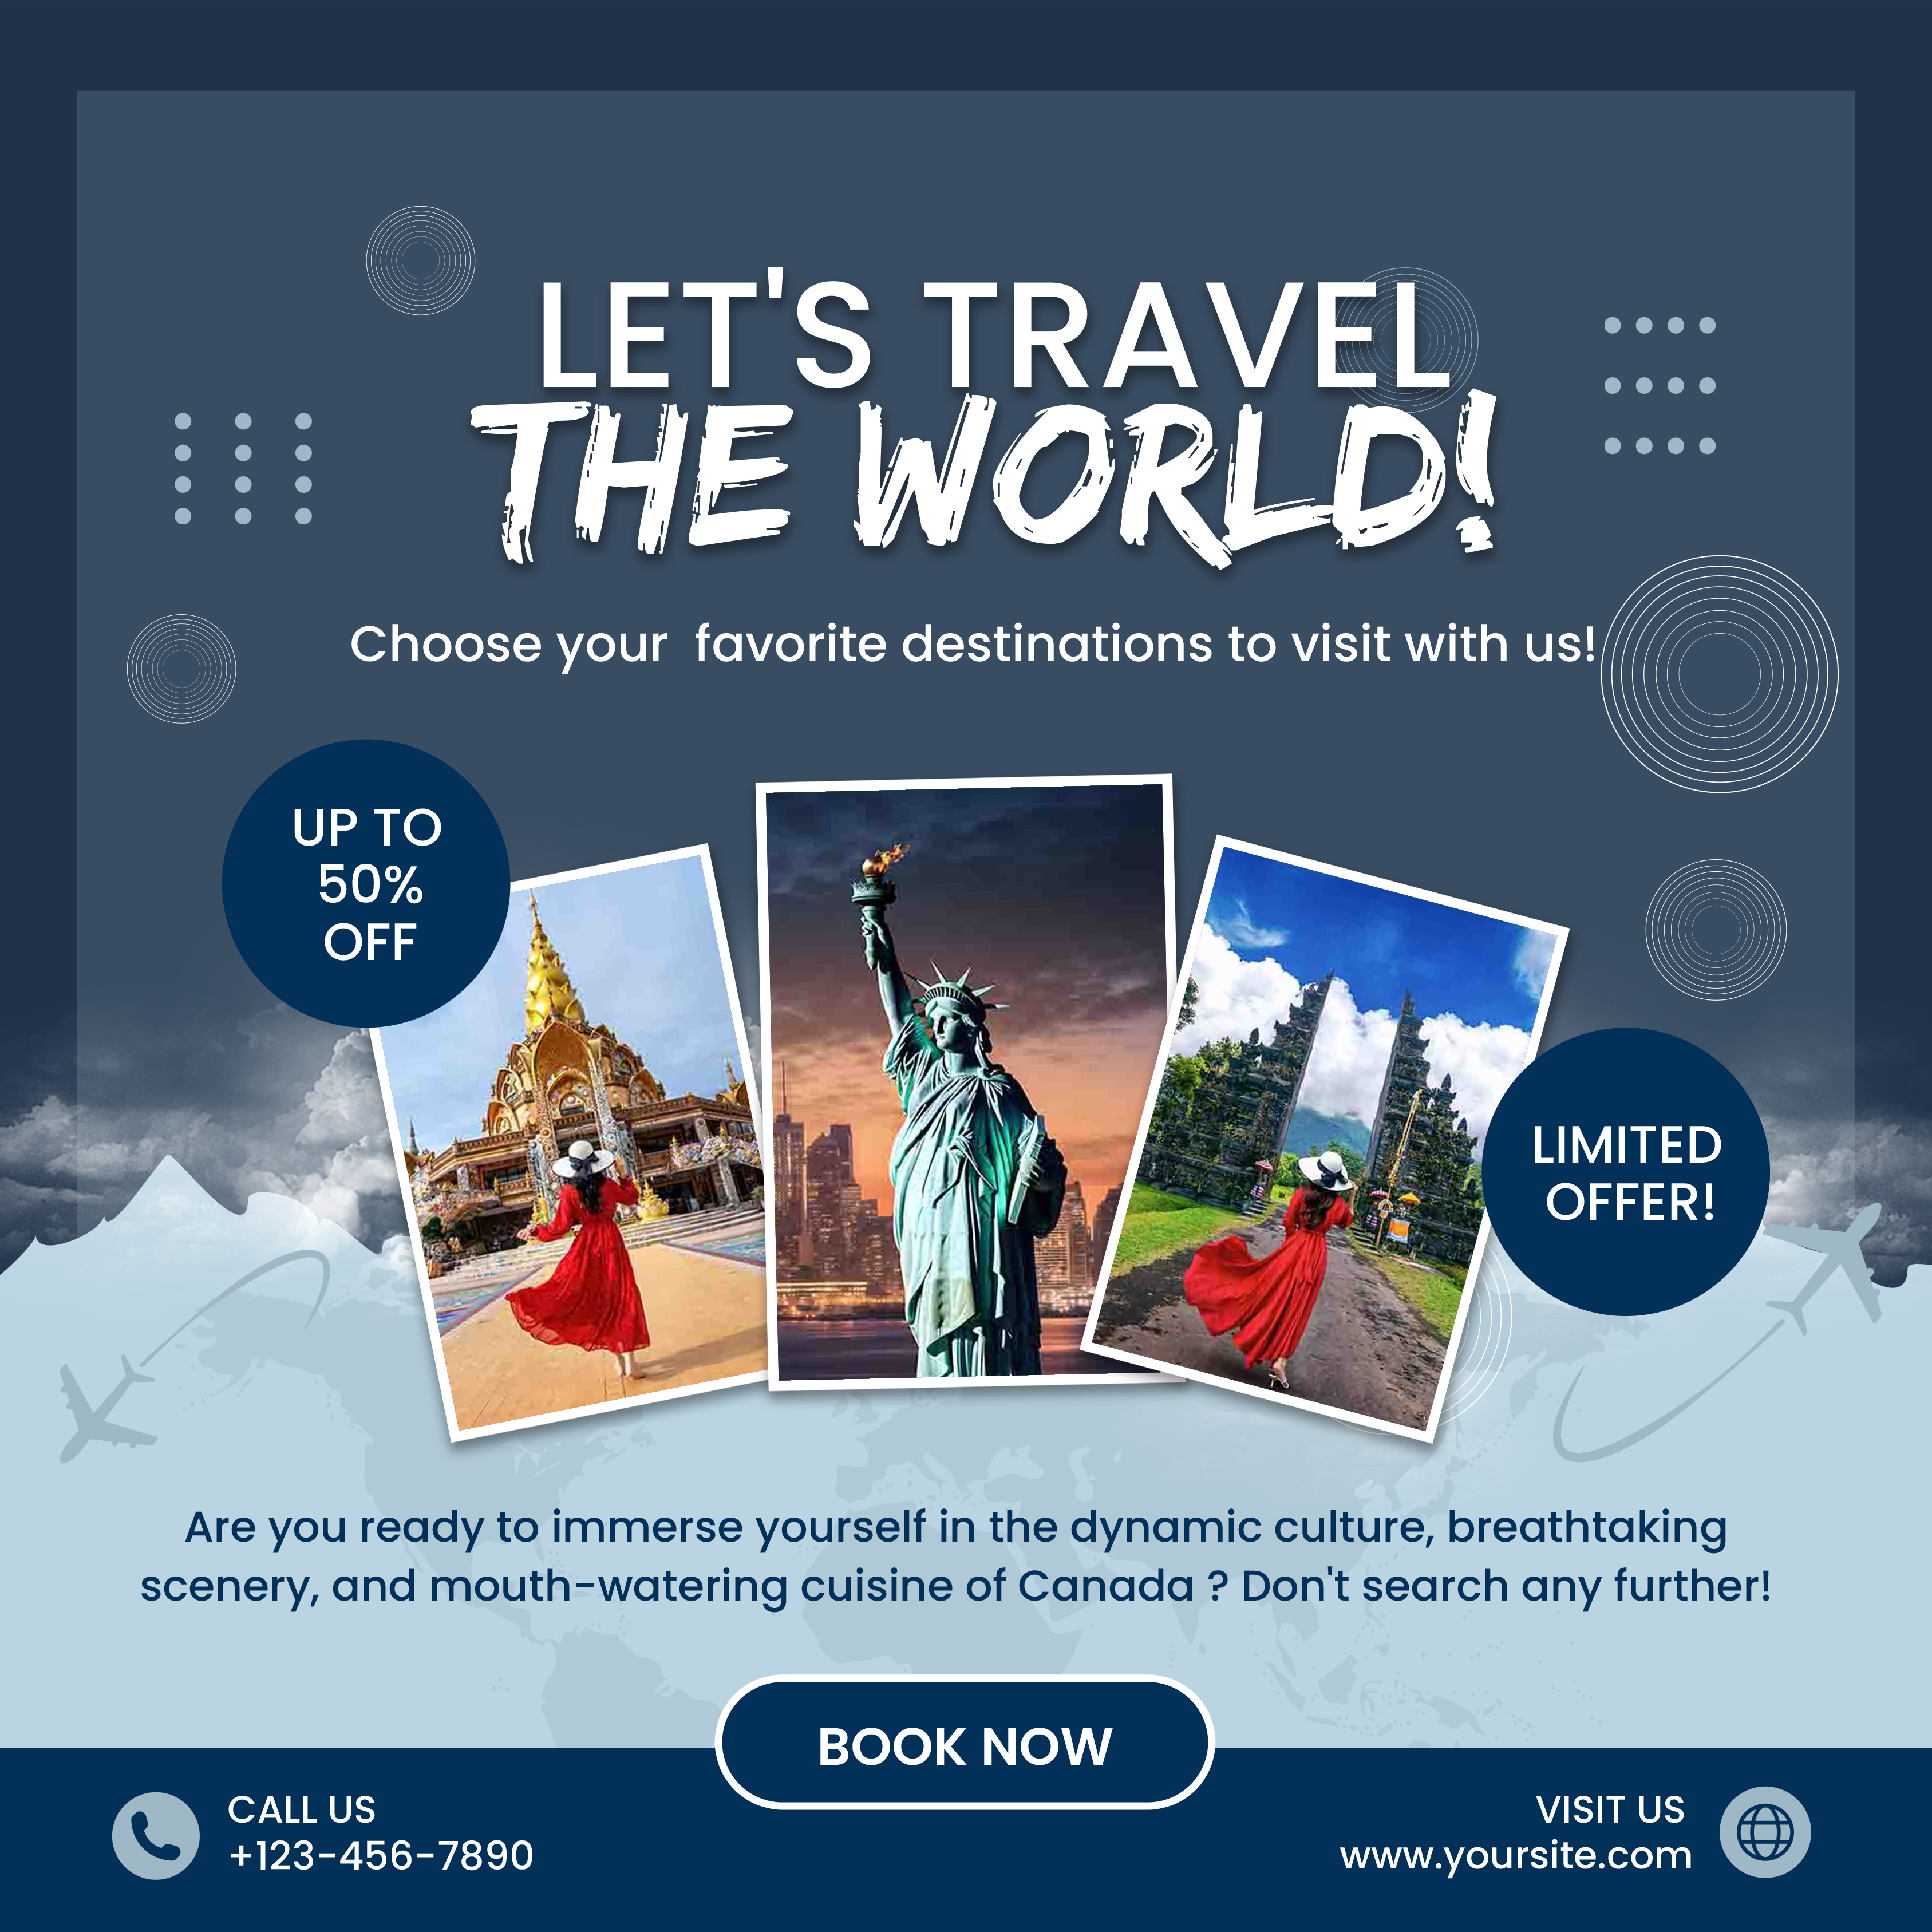 LET'S TRAVEL
THE WORLD!
Choose your  favorite destinations to visit with us!
UP TO
50%
OFF
LIMITED
OFFER!
Are you ready to immerse yourself in the dynamic culture, breathtaking
scenery, and mouth-watering cuisine of Canada ? Don't search any further!
BOOK NOW
CALL US
+123-456-7890
VISIT US
www.yoursite.com